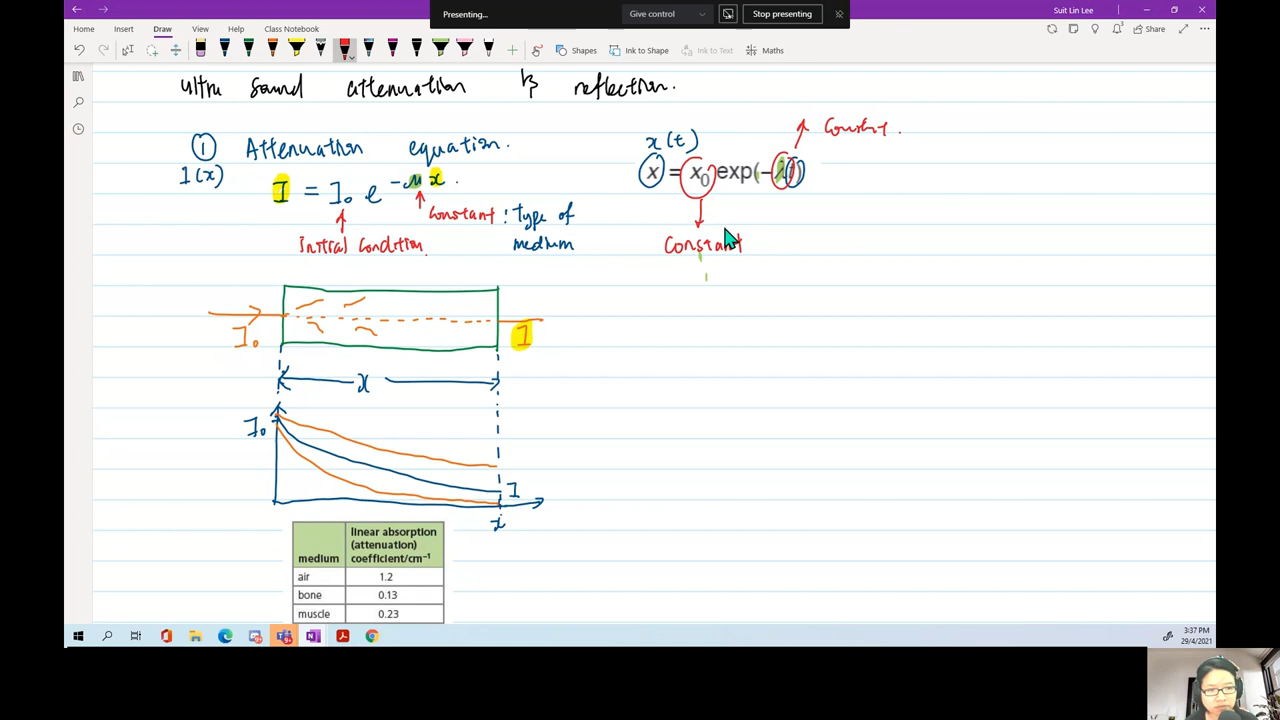 Presenting...
Give control
Stop presenting
Suit Lin Lee
Home Insert Draw View Help Class Notebook
Share
Shapes Ink to Shape Ink to Text Maths
ultra sound attenuation & reflection.
① Attenuation equation.
I(x)
I = I₀ e^-μx.
Constant : Type of medium
Initial Condition
x(t)
x = x₀ exp(−λt)
Constant.
Constant
I₀
I
x
I₀
I
x
medium linear absorption (attenuation) coefficient/cm⁻¹
air 1.2
bone 0.13
muscle 0.23
3:37 PM
29/4/2021